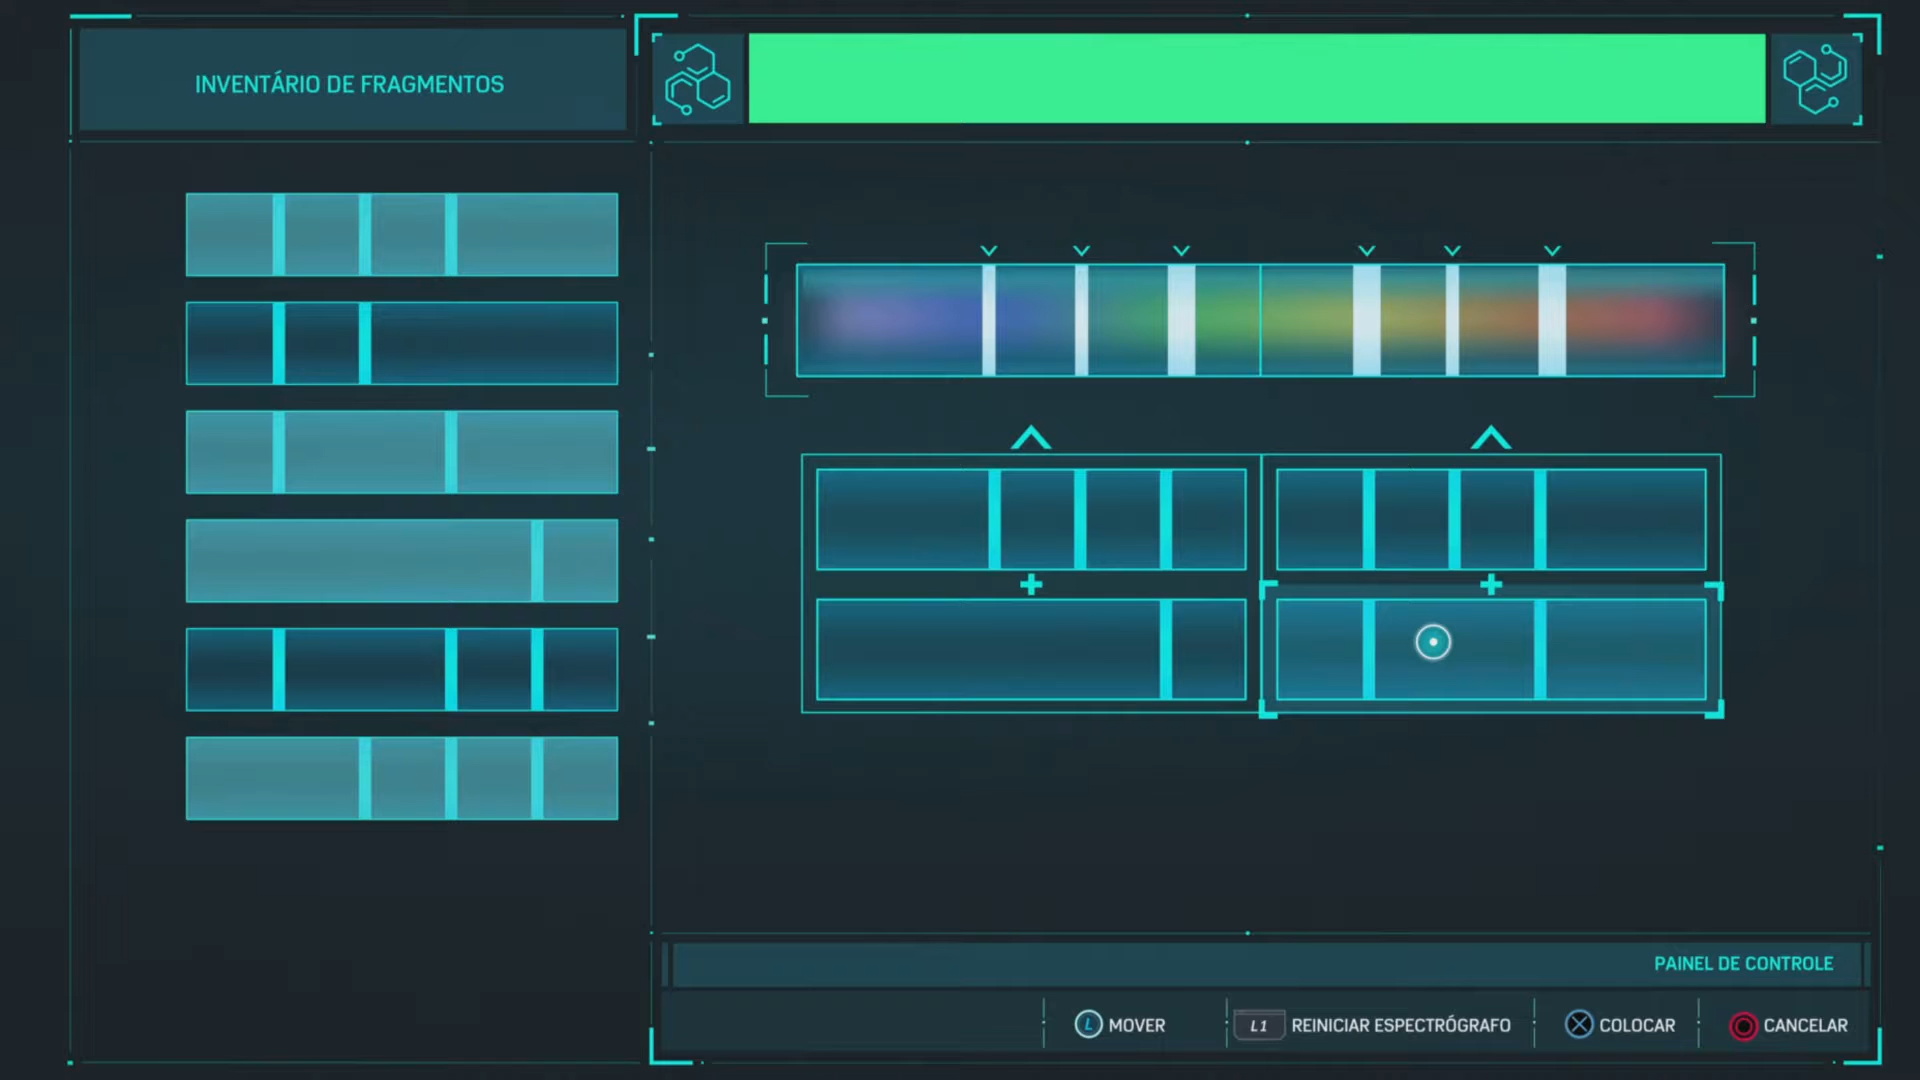 INVENTÁRIO DE FRAGMENTOS
PAINEL DE CONTROLE
L MOVER L1 REINICIAR ESPECTRÓGRAFO COLOCAR CANCELAR